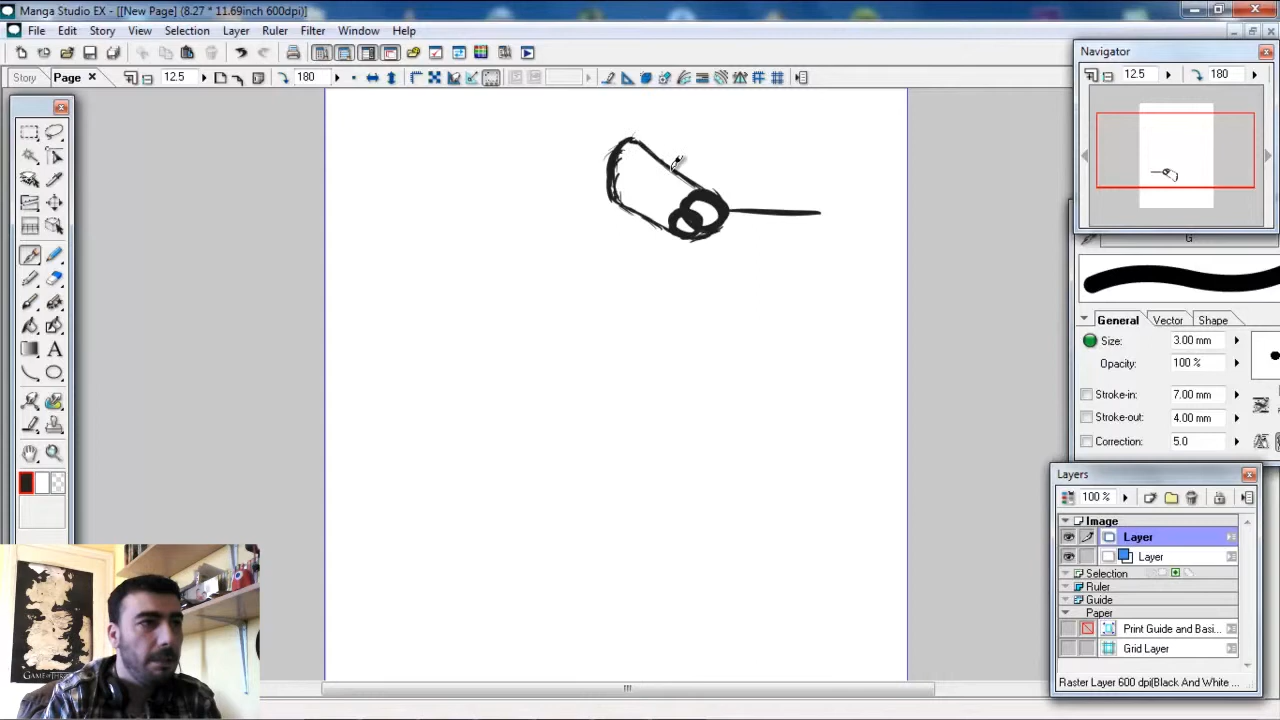 Manga Studio EX - [[New Page] (8.27 * 11.69inch 600dpi)]
File Edit Story View Selection Layer Ruler Filter Window Help
Story Page 12.5 180
Navigator
12.5 180
G
General Vector Shape
Size: 3.00 mm
Opacity: 100 %
Stroke-in: 7.00 mm
Stroke-out: 4.00 mm
Correction: 5.0
Layers
100 %
Image
Layer
Layer
Selection
Ruler
Guide
Paper
Print Guide and Basi...
Grid Layer
Raster Layer 600 dpi(Black And White ...
A
GAME OF THR